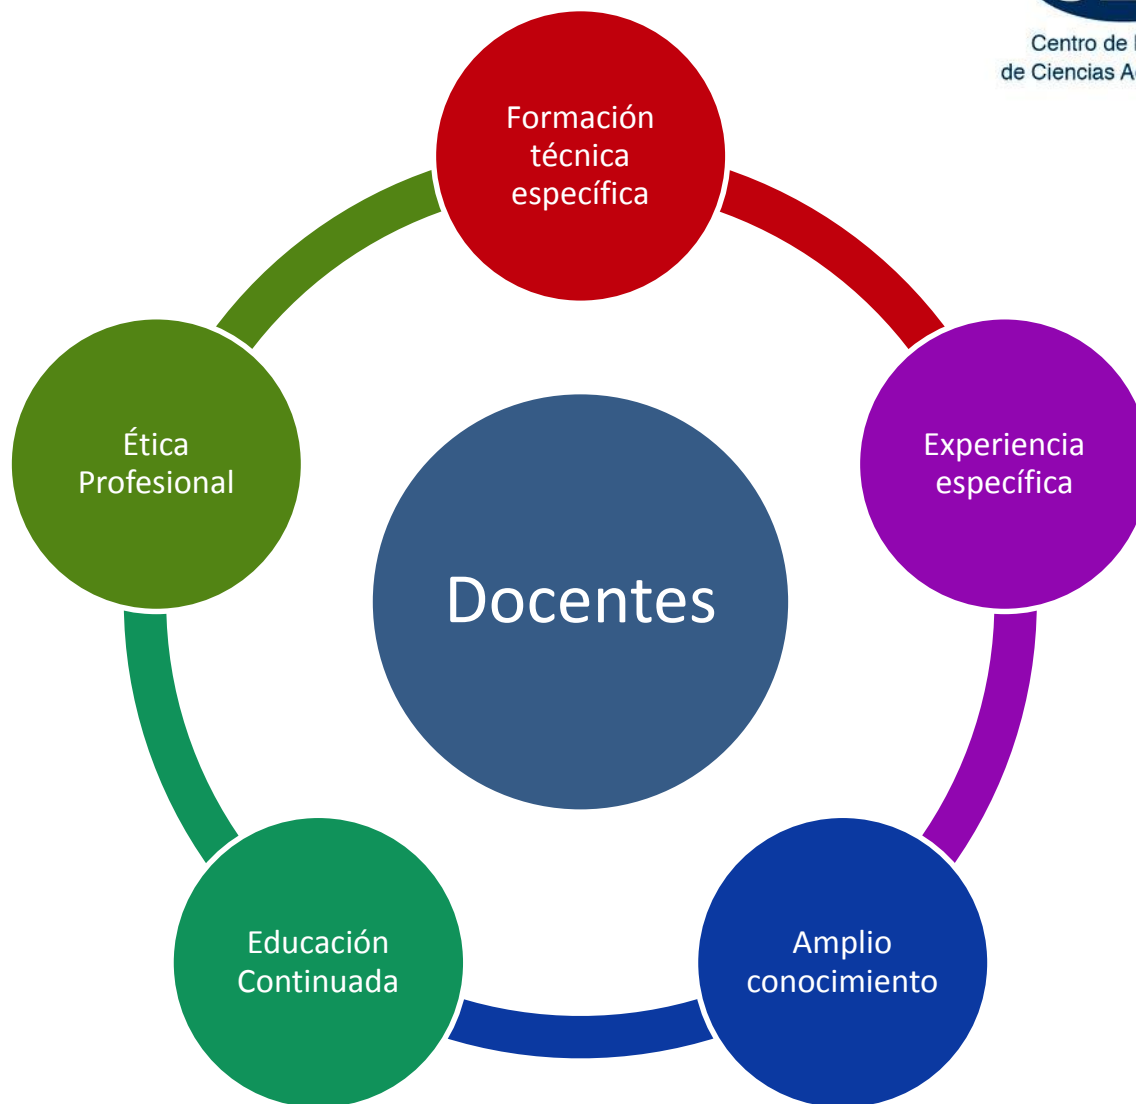 Centro de
de Ciencias
Formación
técnica
específica
Ética
Profesional
Experiencia
específica
Docentes
Educación
Continuada
Amplio
conocimiento